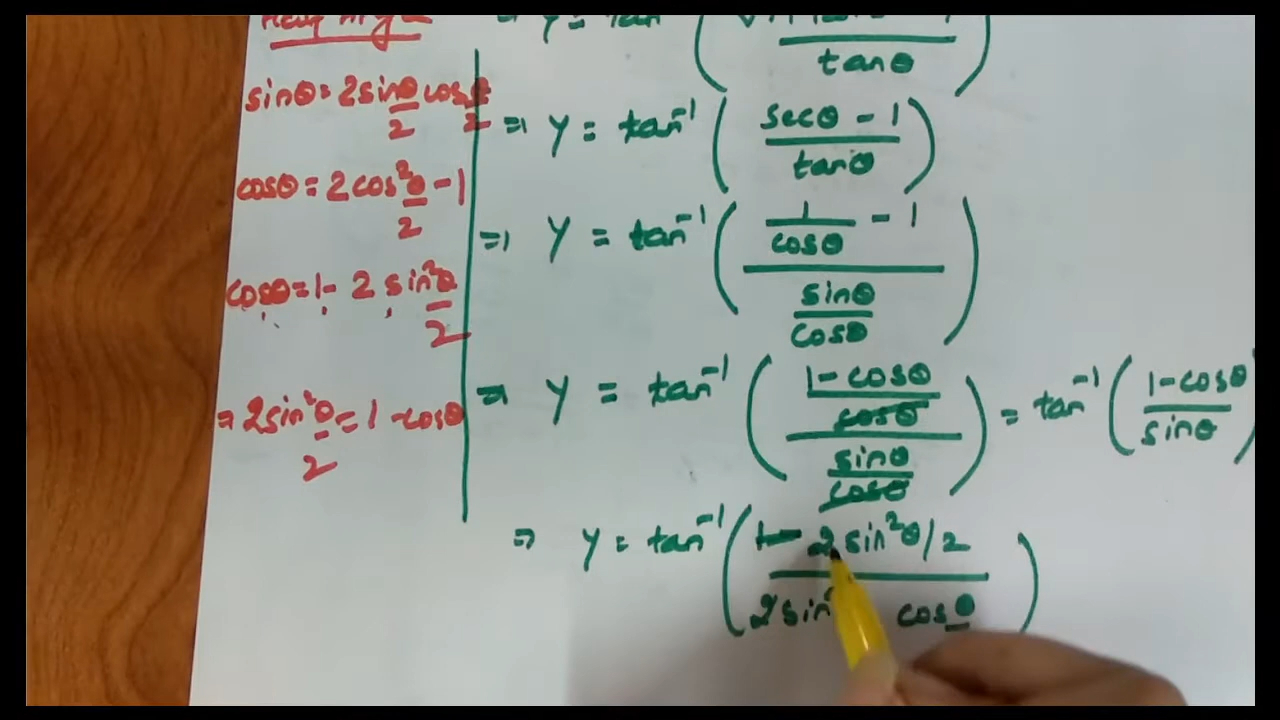 sinθ = 2sinθ/2 cosθ/2
cosθ = 2cos²θ/2 - 1
cosθ = 1 - 2 sin²θ/2
⇒ 2sin²θ/2 = 1 - cosθ
tanθ
⇒ y = tan⁻¹ ( (secθ - 1) / tanθ )
⇒ y = tan⁻¹ ( (1/cosθ - 1) / (sinθ/cosθ) )
⇒ y = tan⁻¹ ( ((1 - cosθ)/cosθ) / (sinθ/cosθ) ) = tan⁻¹ ( (1 - cosθ) / sinθ )
⇒ y = tan⁻¹ ( 2sin²θ/2 / 2sin cosθ )